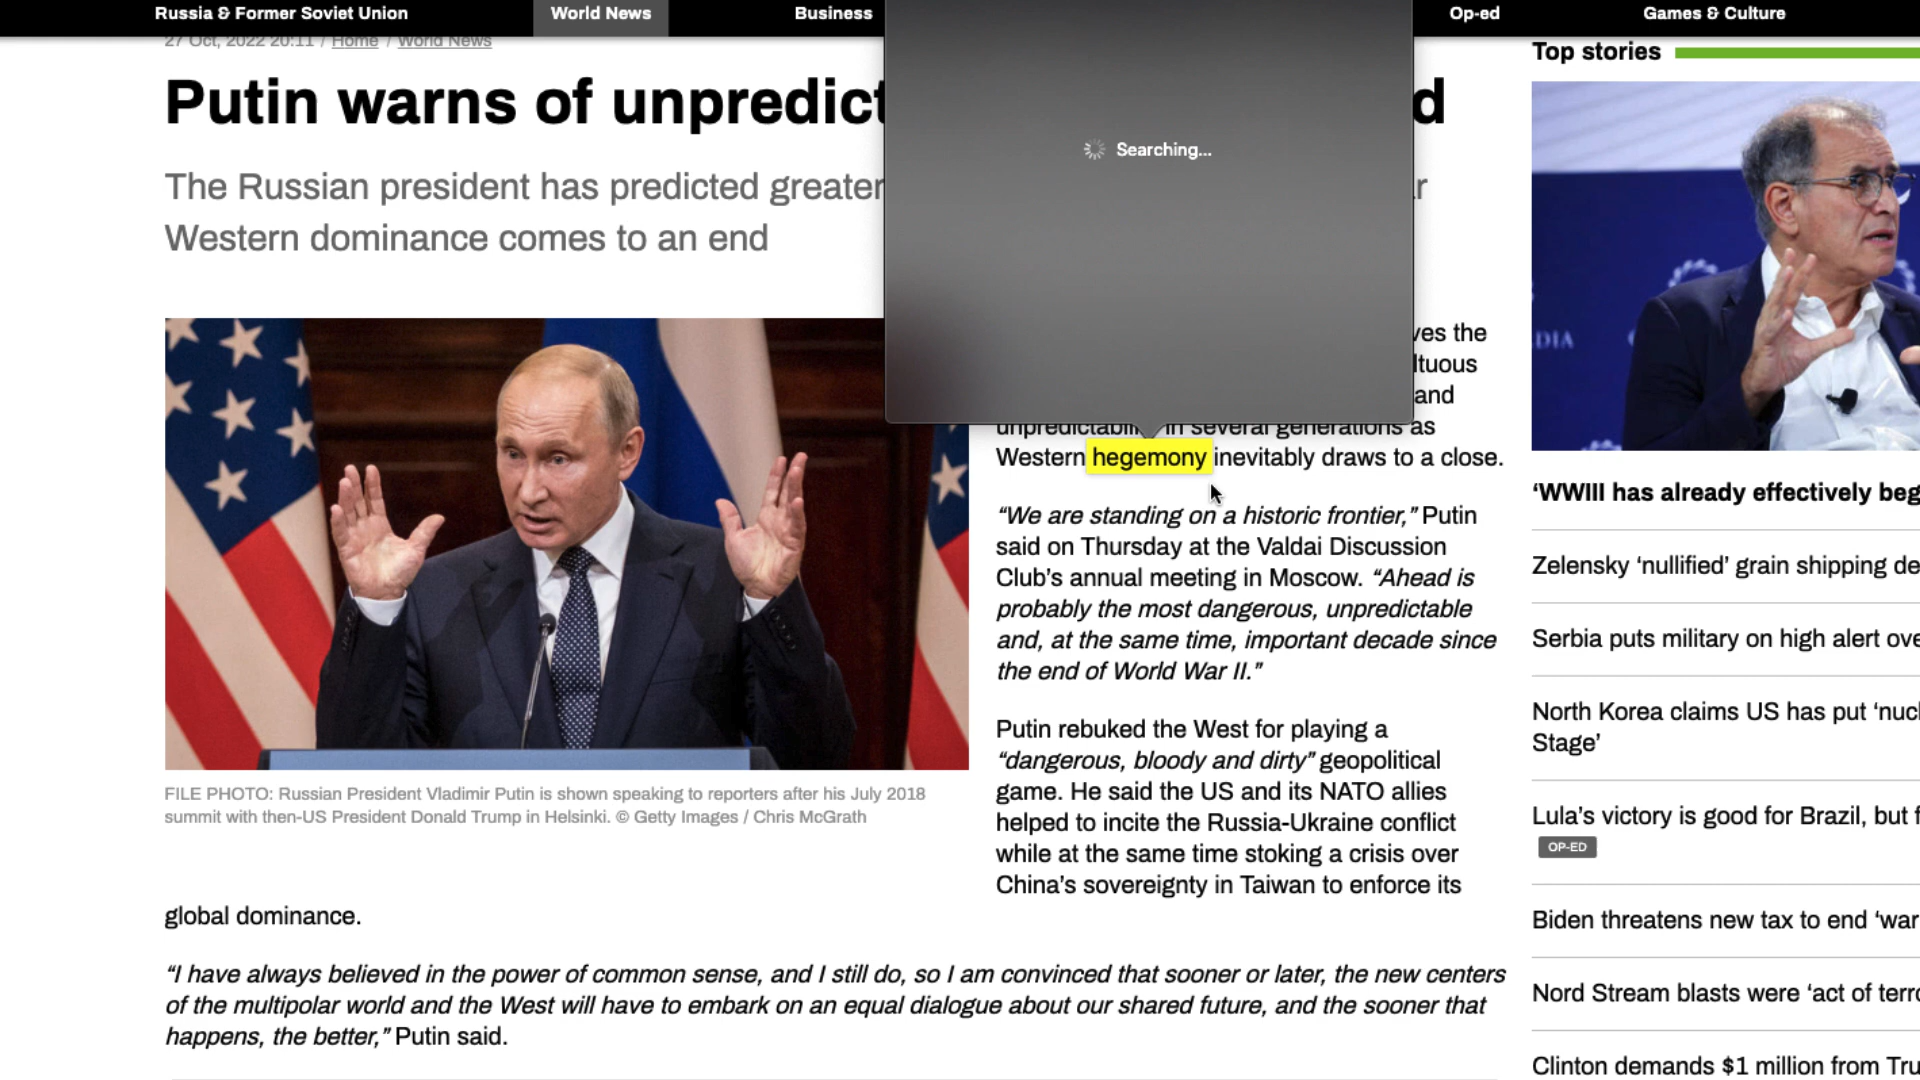 Russia & Former Soviet Union
World News
Business
Op-ed
Games & Culture
27 Oct, 2022 20:11 / Home / World News
Putin warns of unpredict
d
The Russian president has predicted greater
Western dominance comes to an end
Searching...
ves the
ltuous
and
unpredictability in several generations as
Western hegemony inevitably draws to a close.
“We are standing on a historic frontier,” Putin
said on Thursday at the Valdai Discussion
Club’s annual meeting in Moscow. “Ahead is
probably the most dangerous, unpredictable
and, at the same time, important decade since
the end of World War II.”
Putin rebuked the West for playing a
“dangerous, bloody and dirty” geopolitical
game. He said the US and its NATO allies
helped to incite the Russia-Ukraine conflict
while at the same time stoking a crisis over
China’s sovereignty in Taiwan to enforce its
global dominance.
FILE PHOTO: Russian President Vladimir Putin is shown speaking to reporters after his July 2018
summit with then-US President Donald Trump in Helsinki. © Getty Images / Chris McGrath
“I have always believed in the power of common sense, and I still do, so I am convinced that sooner or later, the new centers
of the multipolar world and the West will have to embark on an equal dialogue about our shared future, and the sooner that
happens, the better,” Putin said.
Top stories
DIA
‘WWIII has already effectively beg
Zelensky ‘nullified’ grain shipping de
Serbia puts military on high alert ove
North Korea claims US has put ‘nucl
Stage’
Lula’s victory is good for Brazil, but f
OP-ED
Biden threatens new tax to end ‘war
Nord Stream blasts were ‘act of terro
Clinton demands $1 million from Tru